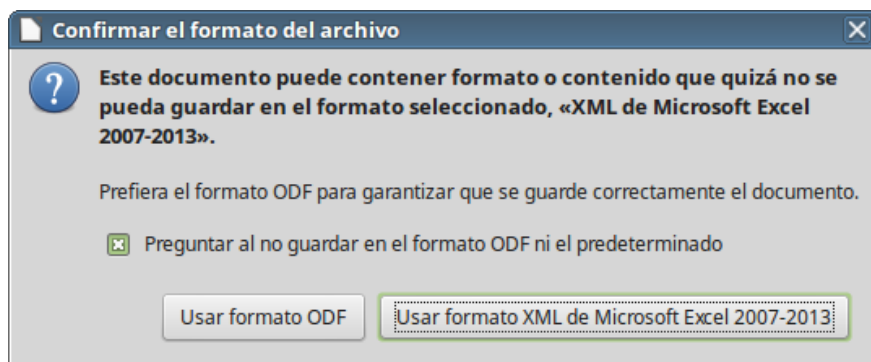 Confirmar el formato del archivo
Este documento puede contener formato o contenido que quizá no se
pueda guardar en el formato seleccionado, «XML de Microsoft Excel
2007-2013».
Prefiera el formato ODF para garantizar que se guarde correctamente el documento.
Preguntar al no guardar en el formato ODF ni el predeterminado
Usar formato ODF
Usar formato XML de Microsoft Excel 2007-2013